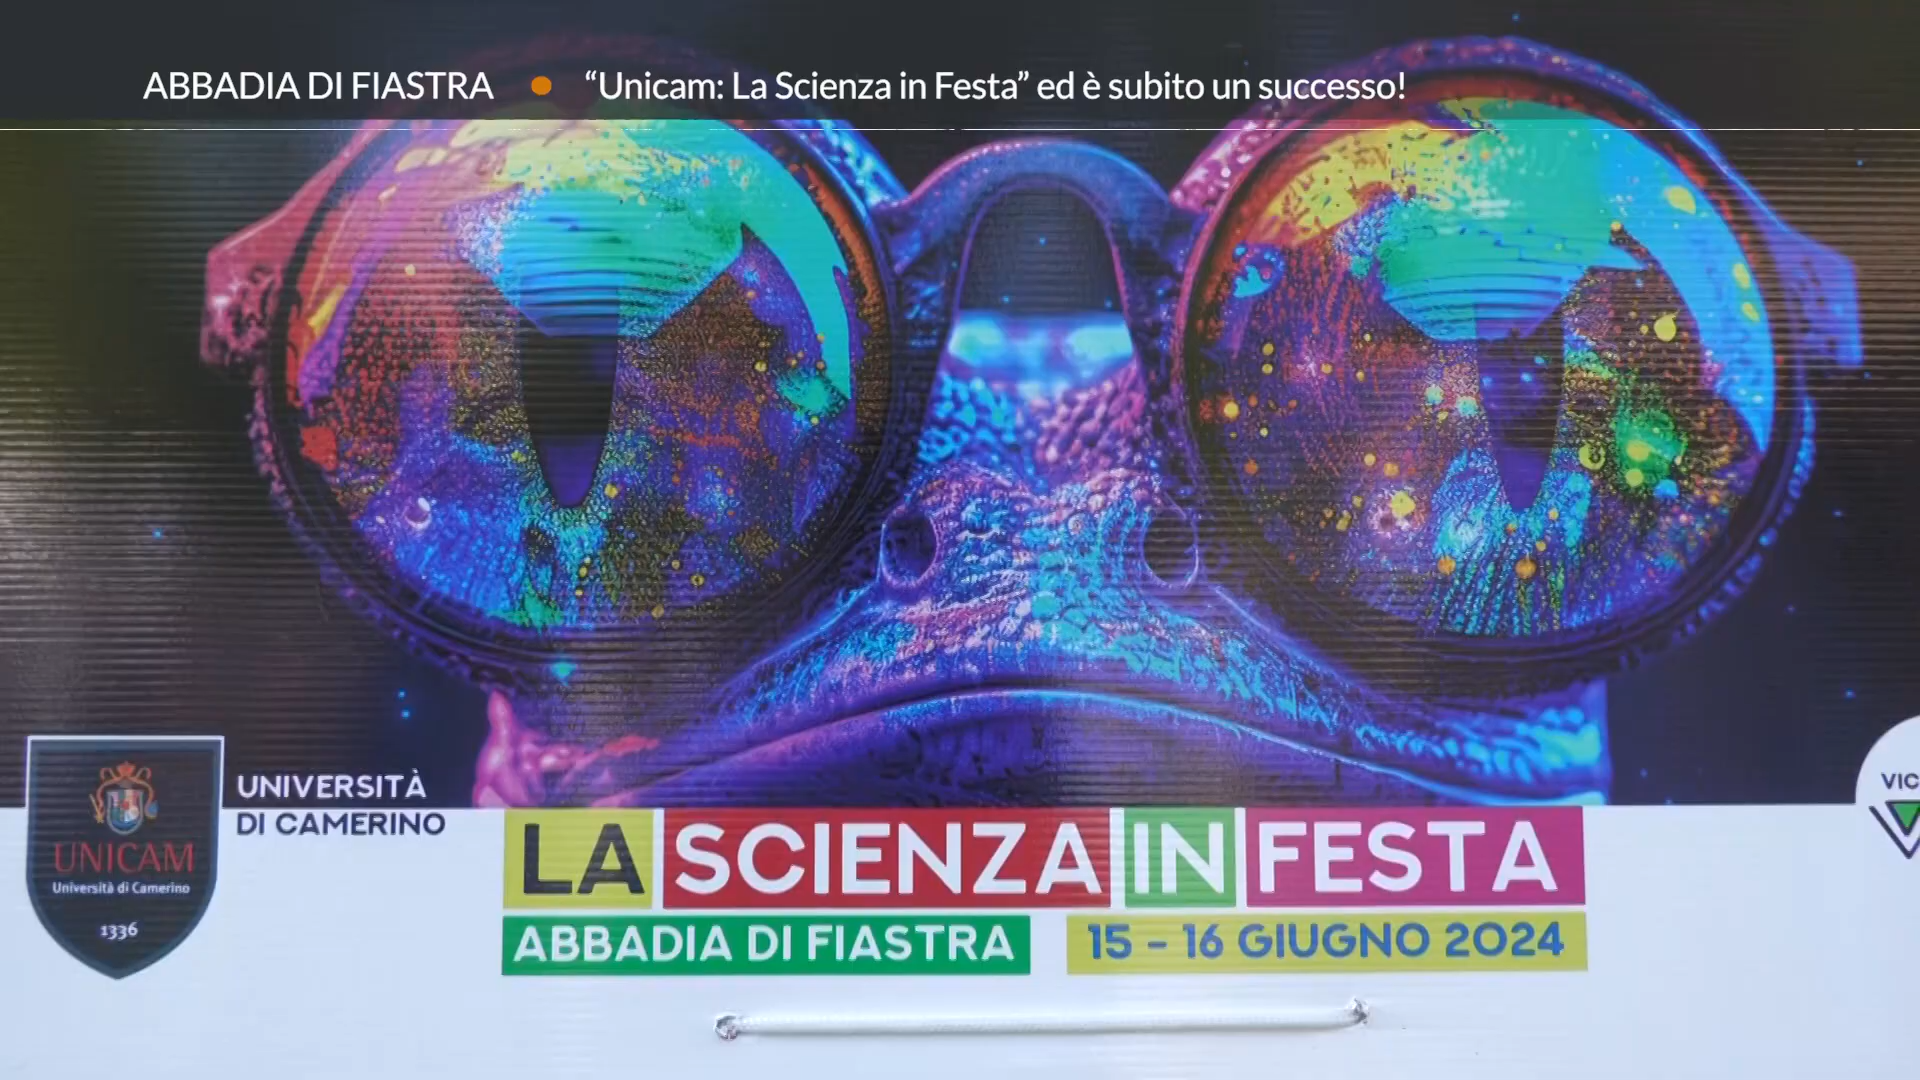 ABBADIA DI FIASTRA • “Unicam: La Scienza in Festa” ed è subito un successo!
UNIVERSITÀ
DI CAMERINO
UNICAM
Università di Camerino
1336
LA SCIENZA IN FESTA
ABBADIA DI FIASTRA 15 - 16 GIUGNO 2024
VIC